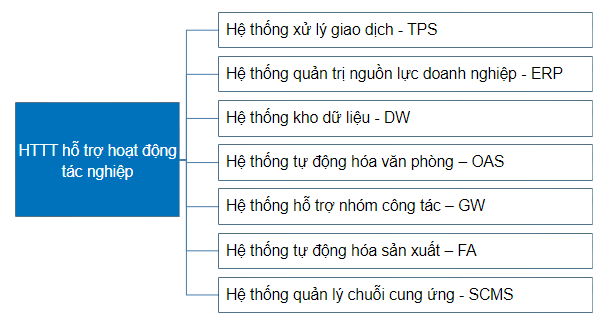 HTTT hỗ trợ hoạt động
tác nghiệp
Hệ thống xử lý giao dịch - TPS
Hệ thống quản trị nguồn lực doanh nghiệp - ERP
Hệ thống kho dữ liệu - DW
Hệ thống tự động hóa văn phòng – OAS
Hệ thống hỗ trợ nhóm công tác – GW
Hệ thống tự động hóa sản xuất – FA
Hệ thống quản lý chuỗi cung ứng - SCMS